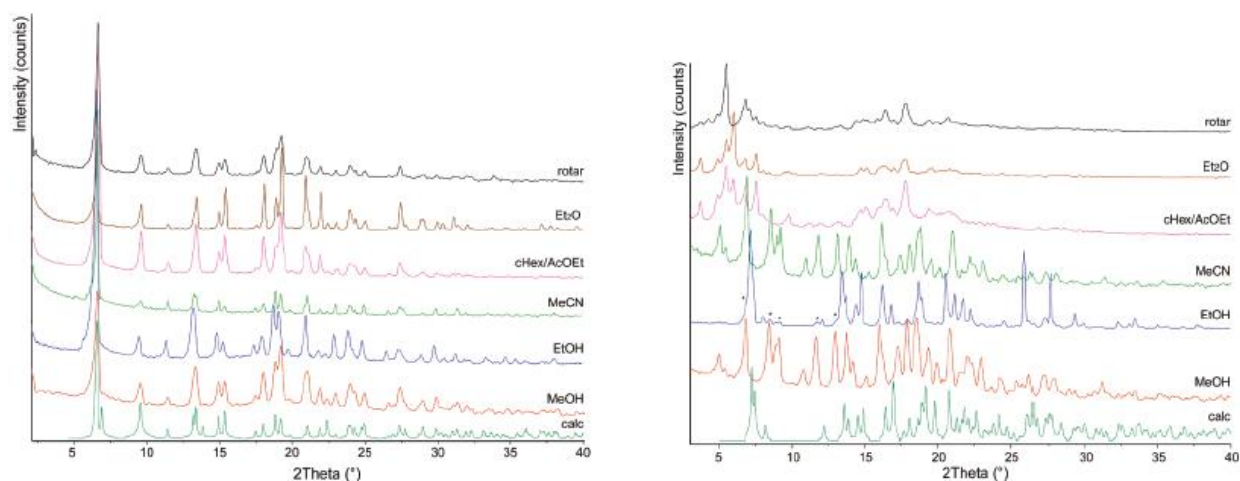 Intensity (counts)
rotar
Et₂O
cHex/AcOEt
MeCN
EtOH
MeOH
calc
5 10 15 20 25 30 35 40
2Theta (°)
Intensity (counts)
rotar
Et₂O
cHex/AcOEt
MeCN
EtOH
* * * * *
MeOH
calc
5 10 15 20 25 30 35 40
2Theta (°)